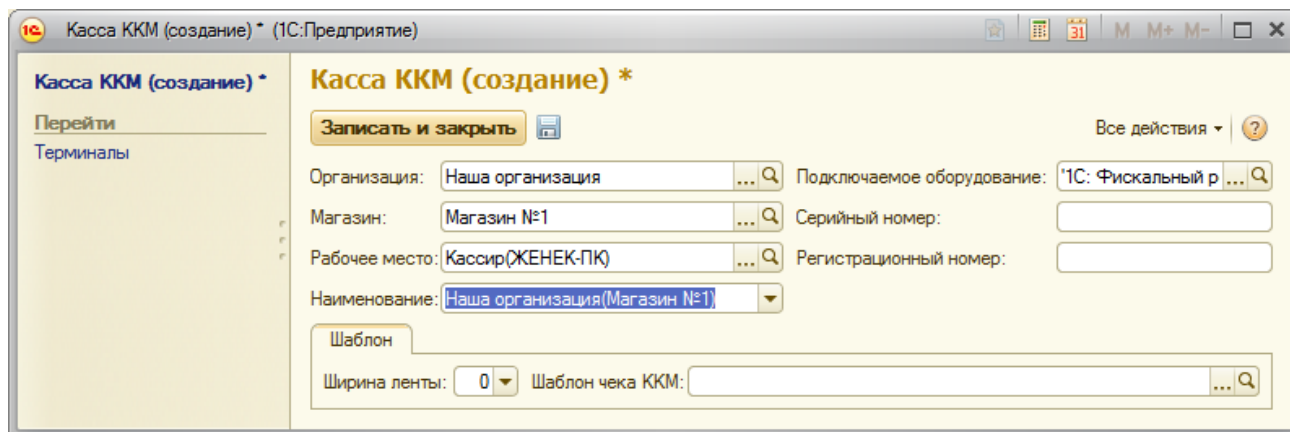 1С Касса ККМ (создание) * (1С:Предприятие) 31 M M+ M-
Касса ККМ (создание) *
Перейти
Терминалы
Касса ККМ (создание) *
Записать и закрыть Все действия ?
Организация: Наша организация ... Подключаемое оборудование: '1С: Фискальный р ...
Магазин: Магазин №1 ... Серийный номер:
Рабочее место: Кассир(ЖЕНЕК-ПК) ... Регистрационный номер:
Наименование: Наша организация(Магазин №1)
Шаблон
Ширина ленты: 0 Шаблон чека ККМ: ...